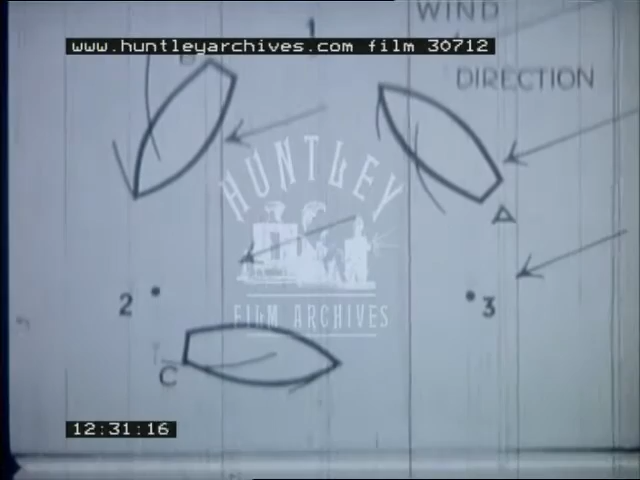 WIND
www.huntleyarchives.com film 30712
1
B
DIRECTION
HUNTLEY
A
2
3
FILM ARCHIVES
C
12:31:16